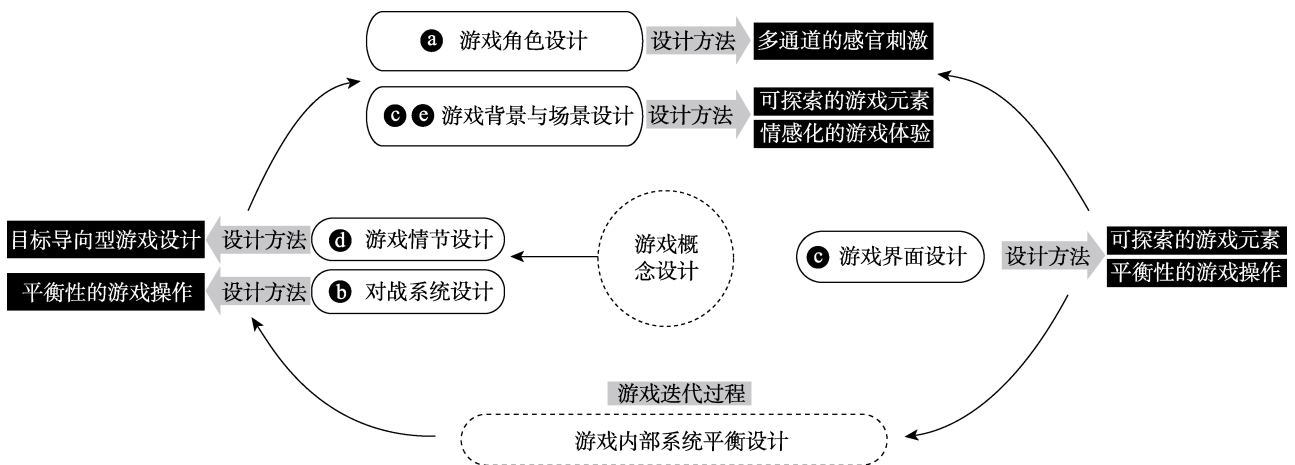 a 游戏角色设计 设计方法 多通道的感官刺激
c e 游戏背景与场景设计 设计方法 可探索的游戏元素
情感化的游戏体验
目标导向型游戏设计 设计方法 d 游戏情节设计
平衡性的游戏操作 设计方法 b 对战系统设计
游戏概
念设计
c 游戏界面设计 设计方法 可探索的游戏元素
平衡性的游戏操作
游戏迭代过程
游戏内部系统平衡设计